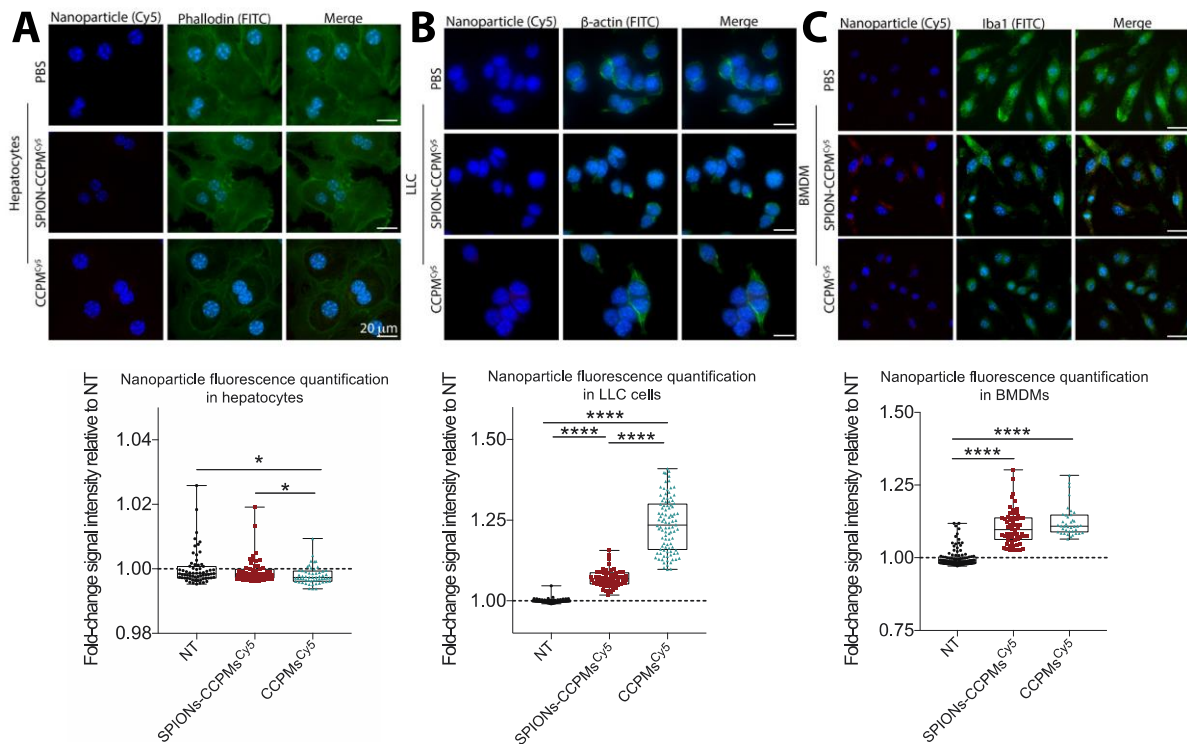 A
Nanoparticle (Cy5) Phallodin (FITC) Merge
PBS
SPION-CCPMCy5
CCPMCy5
Hepatocytes
20 µm
Nanoparticle fluorescence quantification
in hepatocytes
Fold-change signal intensity relative to NT
1.04
1.02
1.00
0.98
*
*
NT
SPIONs-CCPMsCy5
CCPMsCy5
B
Nanoparticle (Cy5) β-actin (FITC) Merge
PBS
SPION-CCPMCy5
CCPMCy5
LLC
Nanoparticle fluorescence quantification
in LLC cells
Fold-change signal intensity relative to NT
1.50
1.25
1.00
****
**** ****
NT
SPIONs-CCPMsCy5
CCPMsCy5
C
Nanoparticle (Cy5) Iba1 (FITC) Merge
PBS
SPION-CCPMCy5
CCPMCy5
BMDM
Nanoparticle fluorescence quantification
in BMDMs
Fold-change signal intensity relative to NT
1.50
1.25
1.00
0.75
****
****
NT
SPIONs-CCPMsCy5
CCPMsCy5